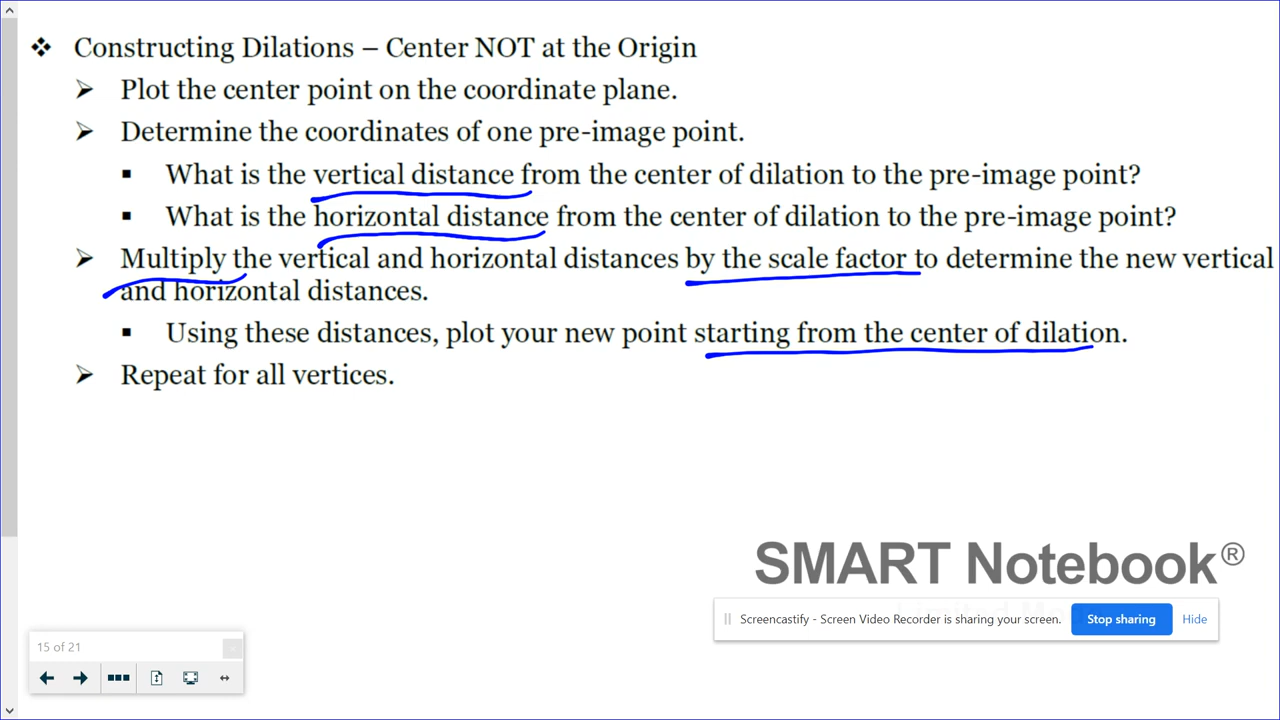 ❖ Constructing Dilations – Center NOT at the Origin
➢ Plot the center point on the coordinate plane.
➢ Determine the coordinates of one pre-image point.
▪ What is the vertical distance from the center of dilation to the pre-image point?
▪ What is the horizontal distance from the center of dilation to the pre-image point?
➢ Multiply the vertical and horizontal distances by the scale factor to determine the new vertical
and horizontal distances.
▪ Using these distances, plot your new point starting from the center of dilation.
➢ Repeat for all vertices.
SMART Notebook®
Screencastify - Screen Video Recorder is sharing your screen. Stop sharing Hide
15 of 21